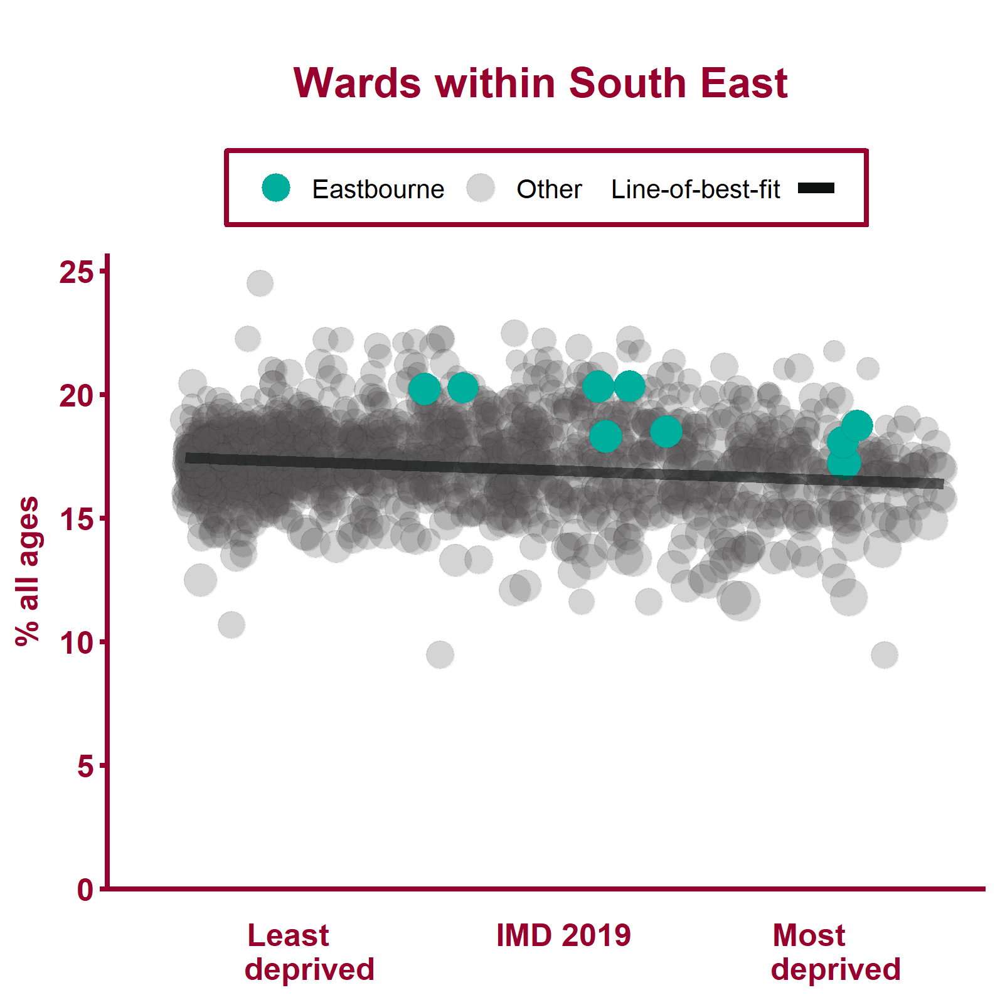 Wards within South East
Eastbourne Other Line-of-best-fit
25
20
15
10
5
0
% all ages
Least deprived
IMD 2019
Most deprived